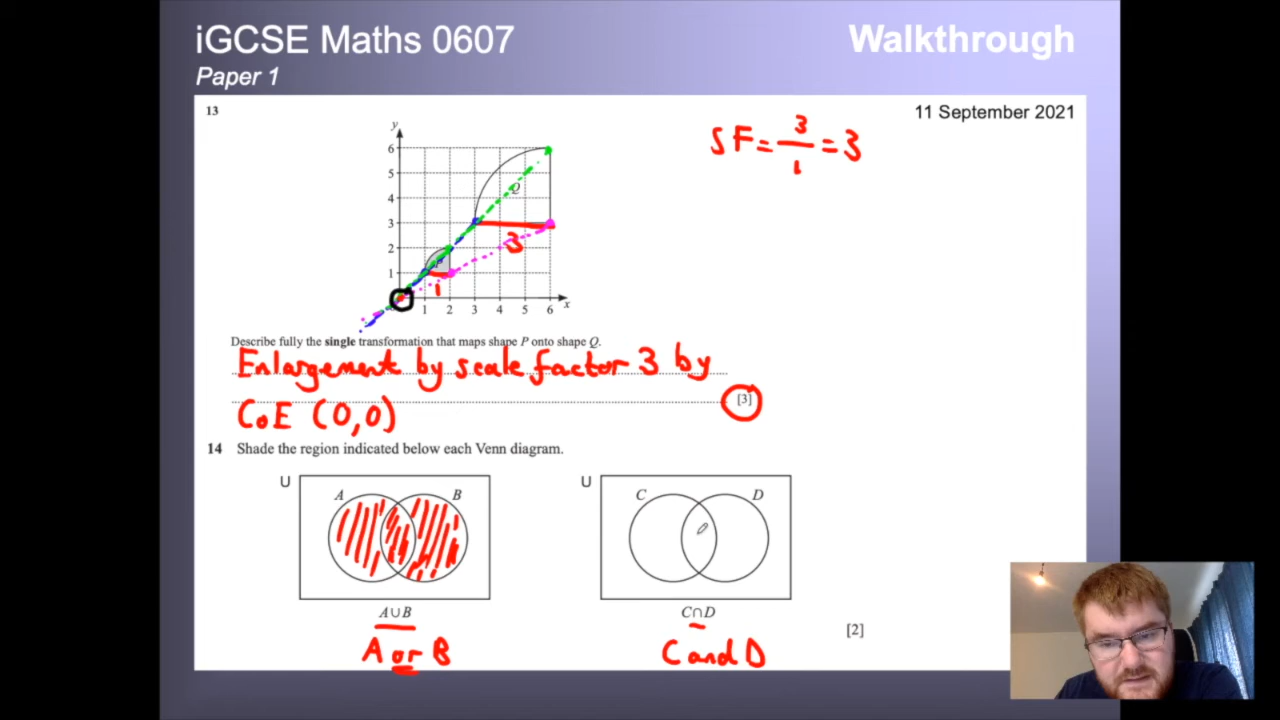 iGCSE Maths 0607
Walkthrough
Paper 1
13
11 September 2021
SF = 3/1 = 3
y
6
5
4
3
2
1
Q
P
3
1
1 2 3 4 5 6 x
Describe fully the single transformation that maps shape P onto shape Q.
Enlargement by scale factor 3 by
CoE (0,0)
[3]
14 Shade the region indicated below each Venn diagram.
U A B
U C D
A∪B
C∩D
[2]
A or B
C and D